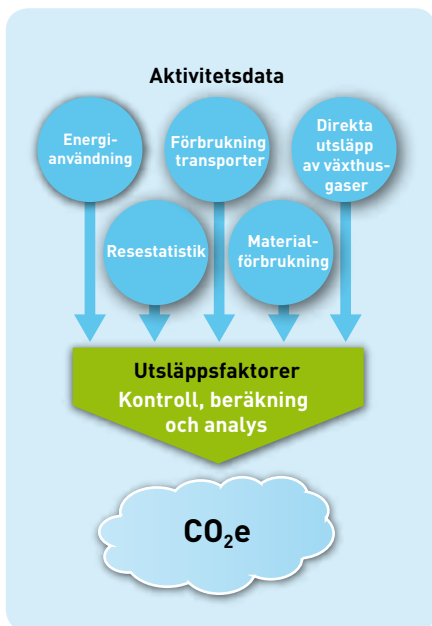 Aktivitetsdata
Energi-
användning
Förbrukning
transporter
Direkta
utsläpp
av växthus-
gaser
Resestatistik
Material-
förbrukning
Utsläppsfaktorer
Kontroll, beräkning
och analys
CO₂e